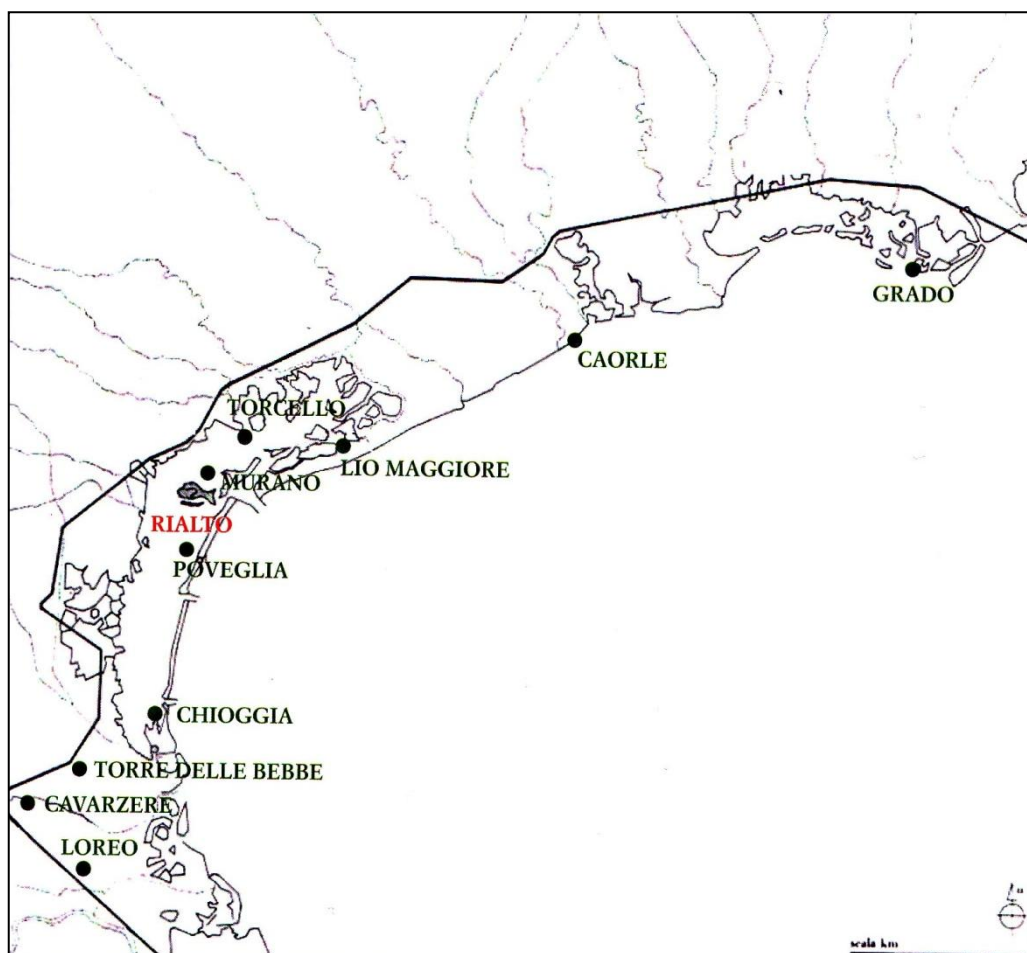 GRADO
CAORLE
TORCELLO
LIO MAGGIORE
MURANO
RIALTO
POVEGLIA
CHIOGGIA
TORRE DELLE BEBBE
CAVARZERE
LOREO
scala km